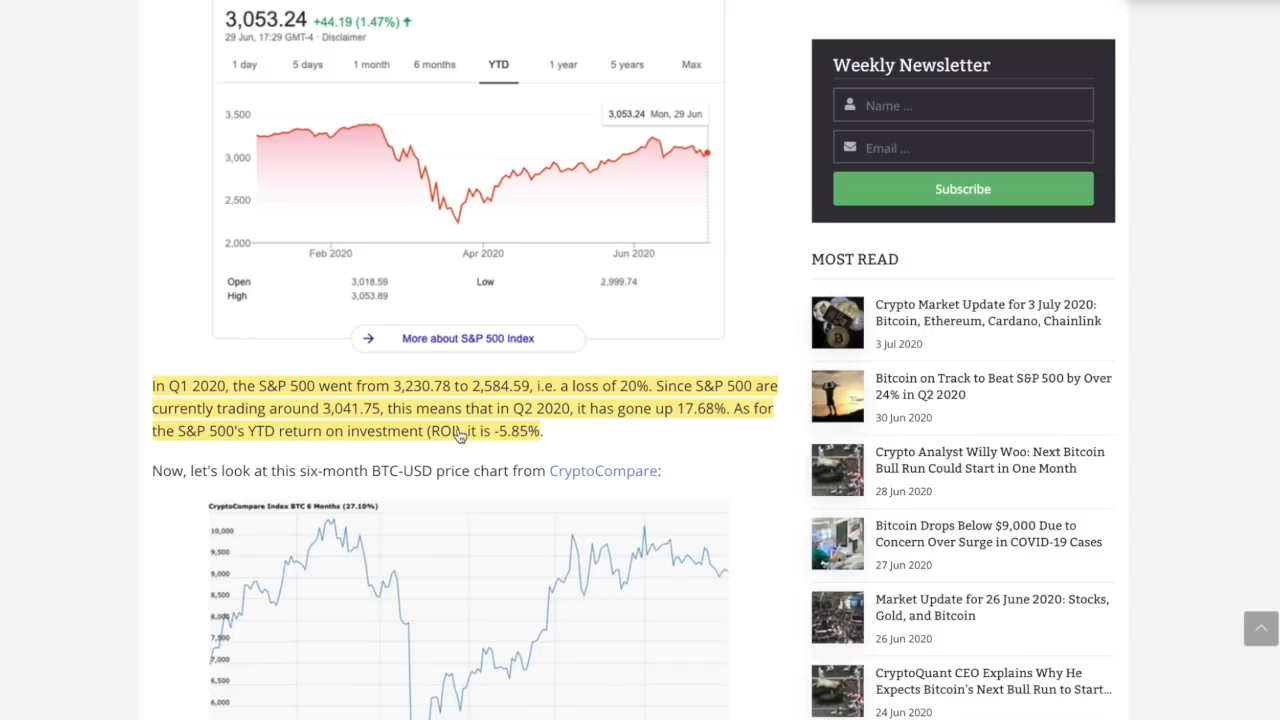 3,053.24 +44.19 (1.47%) ↑
29 Jun, 17:29 GMT-4 · Disclaimer
1 day 5 days 1 month 6 months YTD 1 year 5 years Max
3,053.24 Mon, 29 Jun
3,500
3,000
2,500
2,000
Feb 2020 Apr 2020 Jun 2020
Open 3,018.59 Low 2,999.74
High 3,053.89
→ More about S&P 500 Index
In Q1 2020, the S&P 500 went from 3,230.78 to 2,584.59, i.e. a loss of 20%. Since S&P 500 are
currently trading around 3,041.75, this means that in Q2 2020, it has gone up 17.68%. As for
the S&P 500's YTD return on investment (ROI), it is -5.85%.
Now, let's look at this six-month BTC-USD price chart from CryptoCompare:
CryptoCompare Index BTC 6 Months (27.10%)
10,000
9,500
9,000
8,500
8,000
7,500
7,000
6,500
6,000
Weekly Newsletter
Name ...
Email ...
Subscribe
MOST READ
Crypto Market Update for 3 July 2020:
Bitcoin, Ethereum, Cardano, Chainlink
3 Jul 2020
Bitcoin on Track to Beat S&P 500 by Over
24% in Q2 2020
30 Jun 2020
Crypto Analyst Willy Woo: Next Bitcoin
Bull Run Could Start in One Month
28 Jun 2020
Bitcoin Drops Below $9,000 Due to
Concern Over Surge in COVID-19 Cases
27 Jun 2020
Market Update for 26 June 2020: Stocks,
Gold, and Bitcoin
26 Jun 2020
CryptoQuant CEO Explains Why He
Expects Bitcoin's Next Bull Run to Start...
24 Jun 2020